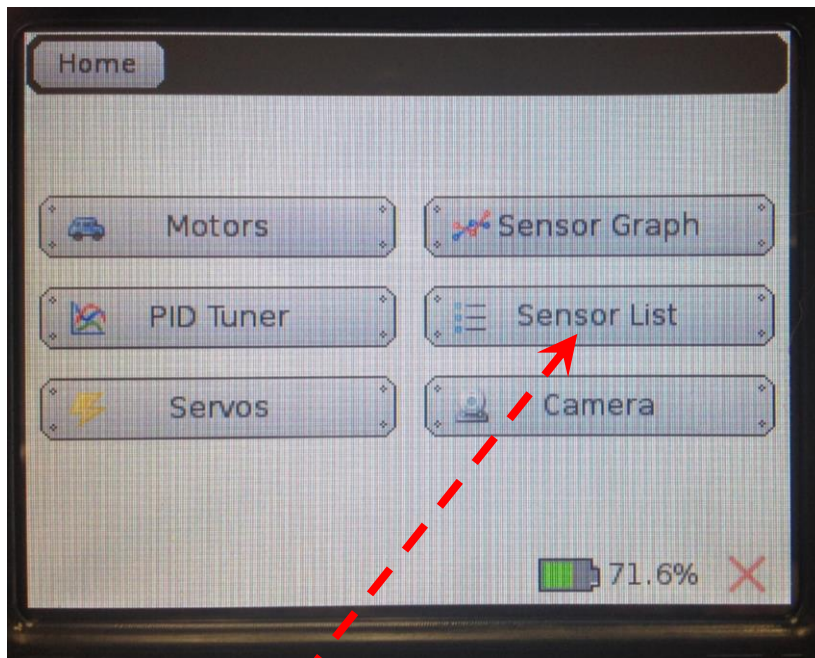 Home
Motors
Sensor Graph
PID Tuner
Sensor List
Servos
Camera
71.6%